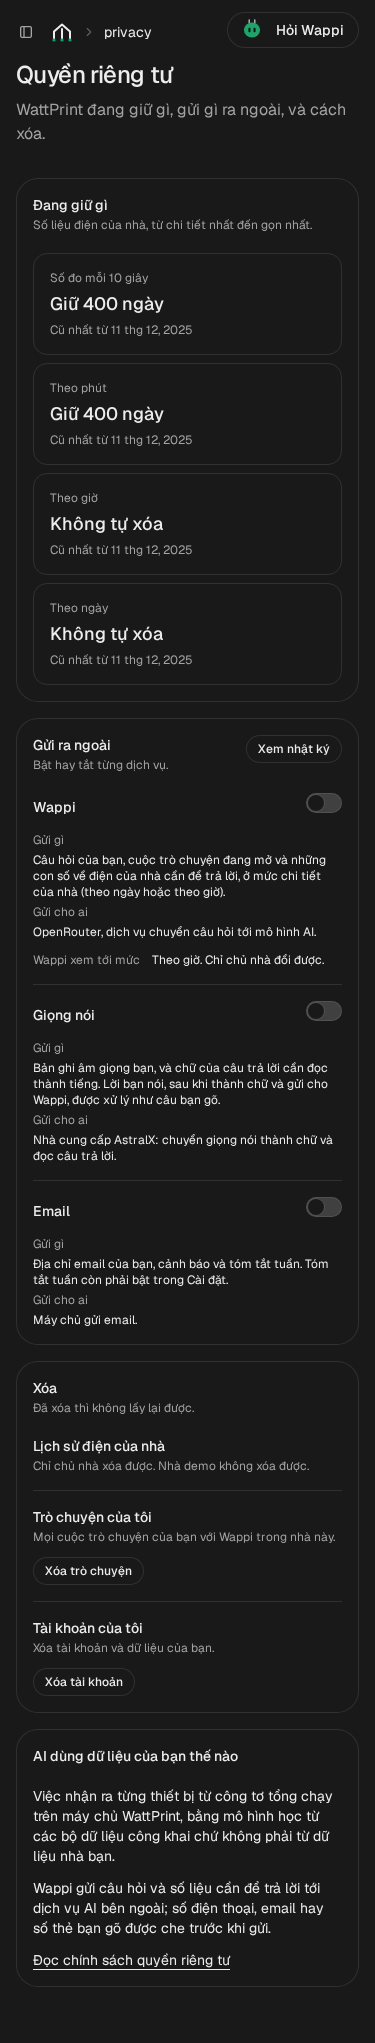 privacy
Hỏi Wappi
Quyền riêng tư
WattPrint đang giữ gì, gửi gì ra ngoài, và cách
xóa.
Đang giữ gì
Số liệu điện của nhà, từ chi tiết nhất đến gọn nhất.
Số đo mỗi 10 giây
Giữ 400 ngày
Cũ nhất từ 11 thg 12, 2025
Theo phút
Giữ 400 ngày
Cũ nhất từ 11 thg 12, 2025
Theo giờ
Không tự xóa
Cũ nhất từ 11 thg 12, 2025
Theo ngày
Không tự xóa
Cũ nhất từ 11 thg 12, 2025
Gửi ra ngoài
Xem nhật ký
Bật hay tắt từng dịch vụ.
Wappi
Gửi gì
Câu hỏi của bạn, cuộc trò chuyện đang mở và những
con số về điện của nhà cần để trả lời, ở mức chi tiết
của nhà (theo ngày hoặc theo giờ).
Gửi cho ai
OpenRouter, dịch vụ chuyển câu hỏi tới mô hình AI.
Wappi xem tới mức Theo giờ. Chỉ chủ nhà đổi được.
Giọng nói
Gửi gì
Bản ghi âm giọng bạn, và chữ của câu trả lời cần đọc
thành tiếng. Lời bạn nói, sau khi thành chữ và gửi cho
Wappi, được xử lý như câu bạn gõ.
Gửi cho ai
Nhà cung cấp AstralX: chuyển giọng nói thành chữ và
đọc câu trả lời.
Email
Gửi gì
Địa chỉ email của bạn, cảnh báo và tóm tắt tuần. Tóm
tắt tuần còn phải bật trong Cài đặt.
Gửi cho ai
Máy chủ gửi email.
Xóa
Đã xóa thì không lấy lại được.
Lịch sử điện của nhà
Chỉ chủ nhà xóa được. Nhà demo không xóa được.
Trò chuyện của tôi
Mọi cuộc trò chuyện của bạn với Wappi trong nhà này.
Xóa trò chuyện
Tài khoản của tôi
Xóa tài khoản và dữ liệu của bạn.
Xóa tài khoản
AI dùng dữ liệu của bạn thế nào
Việc nhận ra từng thiết bị từ công tơ tổng chạy
trên máy chủ WattPrint, bằng mô hình học từ
các bộ dữ liệu công khai chứ không phải từ dữ
liệu nhà bạn.
Wappi gửi câu hỏi và số liệu cần để trả lời tới
dịch vụ AI bên ngoài; số điện thoại, email hay
số thẻ bạn gõ được che trước khi gửi.
Đọc chính sách quyền riêng tư